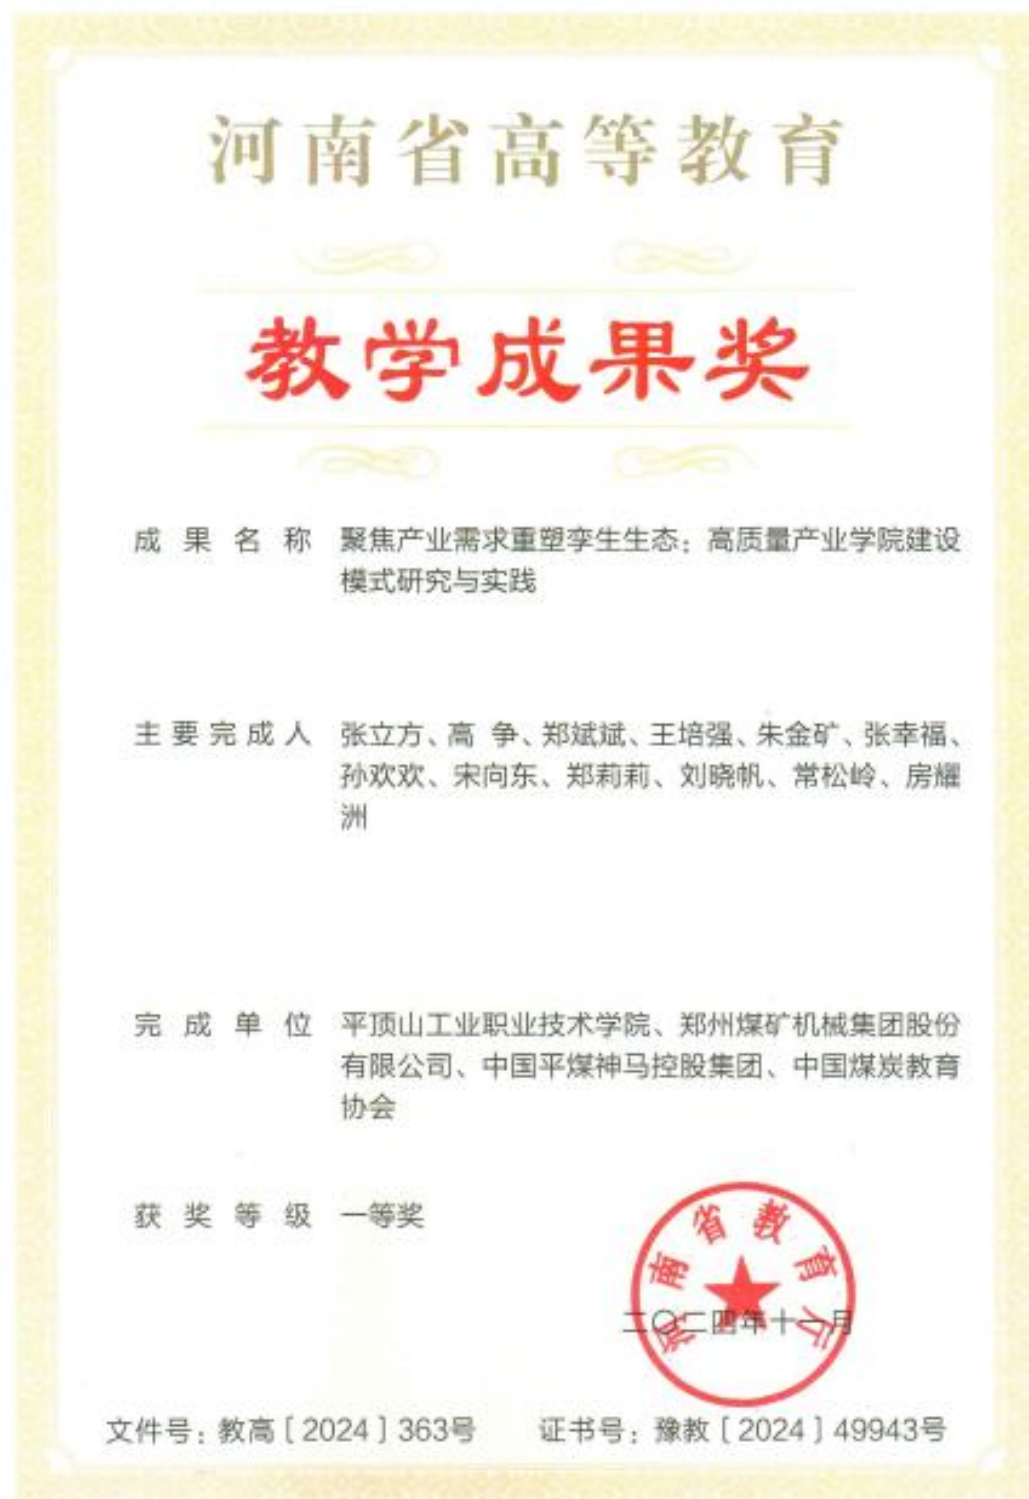 河南省高等教育
教学成果奖
成果名称 聚焦产业需求重塑孪生生态：高质量产业学院建设
模式研究与实践
主要完成人 张立方、高 争、郑斌斌、王培强、朱金矿、张幸福、
孙欢欢、宋向东、郑莉莉、刘晓帆、常松岭、房耀
洲
完成单位 平顶山工业职业技术学院、郑州煤矿机械集团股份
有限公司、中国平煤神马控股集团、中国煤炭教育
协会
获奖等级 一等奖
河南省教育厅
二〇二四年十一月
文件号：教高〔2024〕363号 证书号：豫教〔2024〕49943号